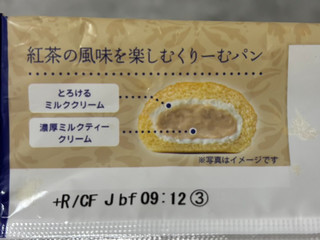 紅茶の風味を楽しむくりーむパン
とろける
ミルククリーム
濃厚ミルクティー
クリーム
※写真はイメージです
+R/CF J bf 09:12 ③